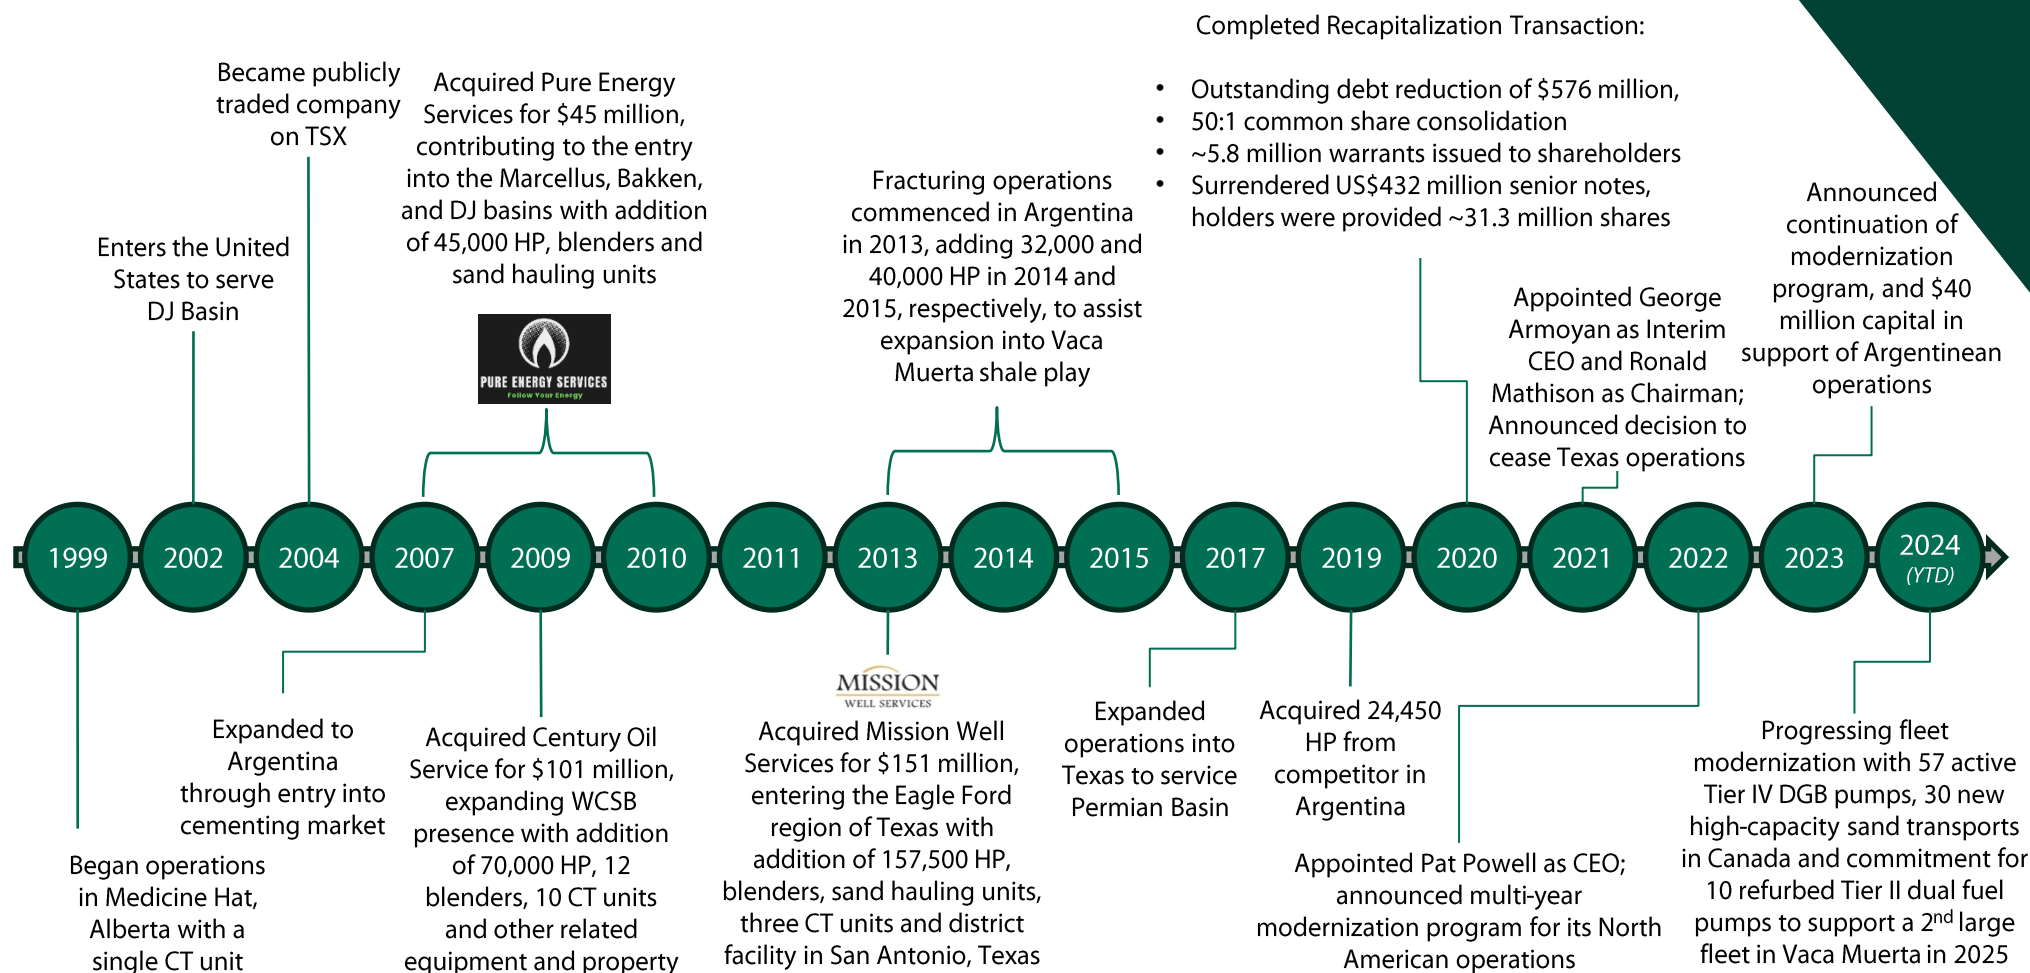 Completed Recapitalization Transaction:
• Outstanding debt reduction of $576 million,
• 50:1 common share consolidation
• ~5.8 million warrants issued to shareholders
• Surrendered US$432 million senior notes,
holders were provided ~31.3 million shares
Became publicly
traded company
on TSX
Acquired Pure Energy
Services for $45 million,
contributing to the entry
into the Marcellus, Bakken,
and DJ basins with addition
of 45,000 HP, blenders and
sand hauling units
PURE ENERGY SERVICES
Follow Your Energy
Fracturing operations
commenced in Argentina
in 2013, adding 32,000 and
40,000 HP in 2014 and
2015, respectively, to assist
expansion into Vaca
Muerta shale play
Enters the United
States to serve
DJ Basin
Appointed George
Armoyan as Interim
CEO and Ronald
Mathison as Chairman;
Announced decision to
cease Texas operations
Announced
continuation of
modernization
program, and $40
million capital in
support of Argentinean
operations
1999
2002
2004
2007
2009
2010
2011
2013
2014
2015
2017
2019
2020
2021
2022
2023
2024
(YTD)
Began operations
in Medicine Hat,
Alberta with a
single CT unit
Expanded to
Argentina
through entry into
cementing market
Acquired Century Oil
Service for $101 million,
expanding WCSB
presence with addition
of 70,000 HP, 12
blenders, 10 CT units
and other related
equipment and property
MISSION
WELL SERVICES
Acquired Mission Well
Services for $151 million,
entering the Eagle Ford
region of Texas with
addition of 157,500 HP,
blenders, sand hauling units,
three CT units and district
facility in San Antonio, Texas
Expanded
operations into
Texas to service
Permian Basin
Acquired 24,450
HP from
competitor in
Argentina
Appointed Pat Powell as CEO;
announced multi-year
modernization program for its North
American operations
Progressing fleet
modernization with 57 active
Tier IV DGB pumps, 30 new
high-capacity sand transports
in Canada and commitment for
10 refurbed Tier II dual fuel
pumps to support a 2nd large
fleet in Vaca Muerta in 2025